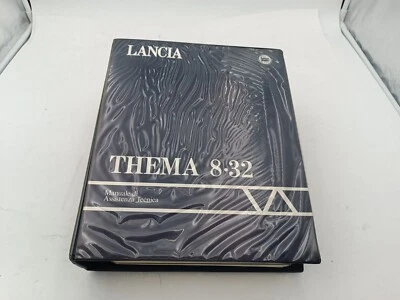 LANCIA
THEMA 8·32
Manuale di
Assistenza Tecnica